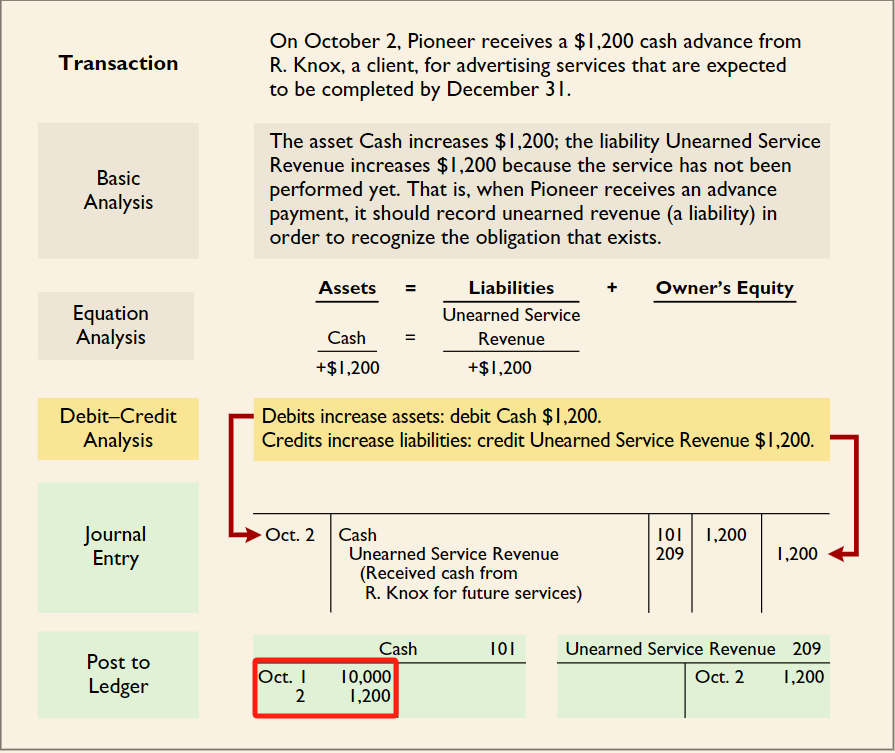 Transaction
On October 2, Pioneer receives a $1,200 cash advance from
R. Knox, a client, for advertising services that are expected
to be completed by December 31.
Basic
Analysis
The asset Cash increases $1,200; the liability Unearned Service
Revenue increases $1,200 because the service has not been
performed yet. That is, when Pioneer receives an advance
payment, it should record unearned revenue (a liability) in
order to recognize the obligation that exists.
Equation
Analysis
Assets = Liabilities + Owner's Equity
Unearned Service
Cash = Revenue
+$1,200 +$1,200
Debit–Credit
Analysis
Debits increase assets: debit Cash $1,200.
Credits increase liabilities: credit Unearned Service Revenue $1,200.
Journal
Entry
Oct. 2 Cash 101 1,200
Unearned Service Revenue 209 1,200
(Received cash from
R. Knox for future services)
Post to
Ledger
Cash 101
Oct. 1 10,000
2 1,200
Unearned Service Revenue 209
Oct. 2 1,200